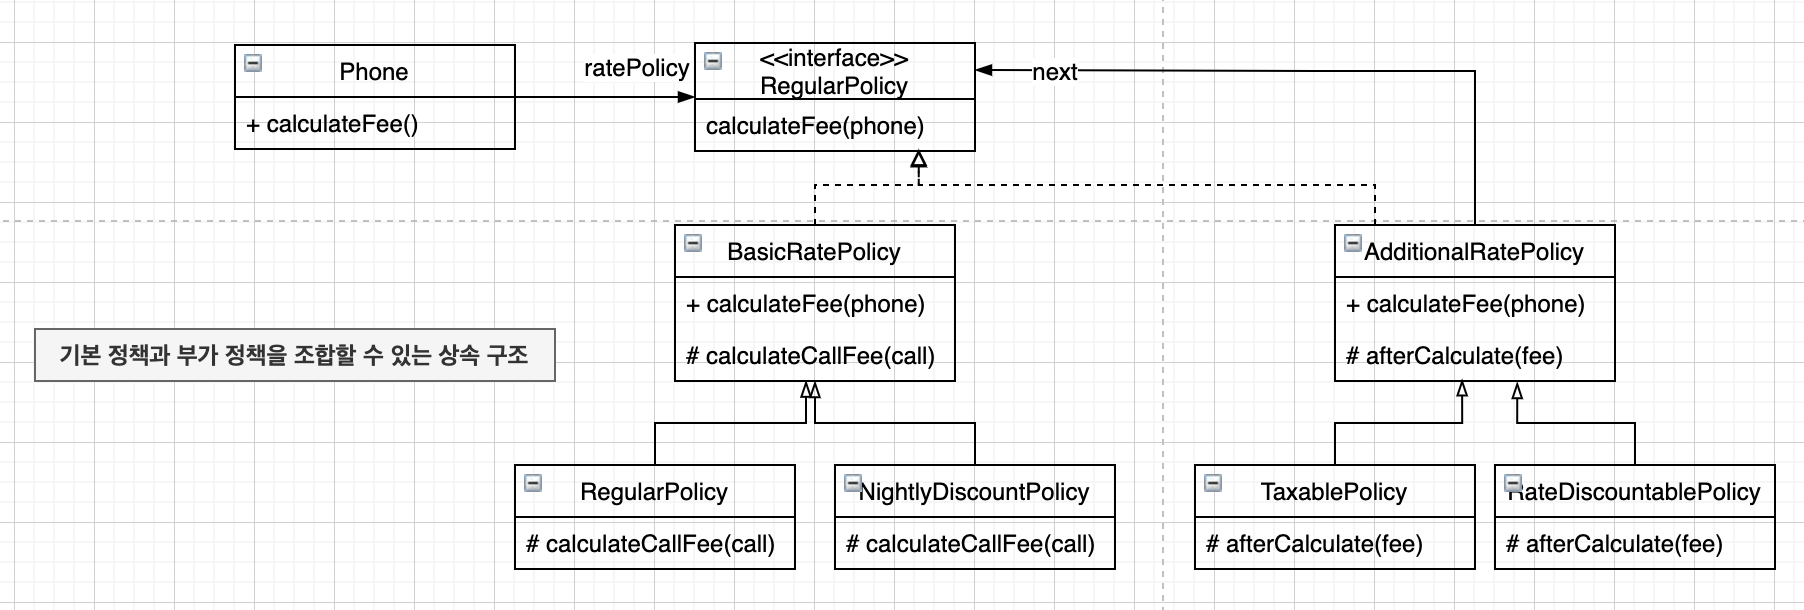 Phone
+ calculateFee()
ratePolicy
<<interface>>
RegularPolicy
calculateFee(phone)
next
BasicRatePolicy
+ calculateFee(phone)
# calculateCallFee(call)
AdditionalRatePolicy
+ calculateFee(phone)
# afterCalculate(fee)
기본 정책과 부가 정책을 조합할 수 있는 상속 구조
RegularPolicy
# calculateCallFee(call)
NightlyDiscountPolicy
# calculateCallFee(call)
TaxablePolicy
# afterCalculate(fee)
RateDiscountablePolicy
# afterCalculate(fee)